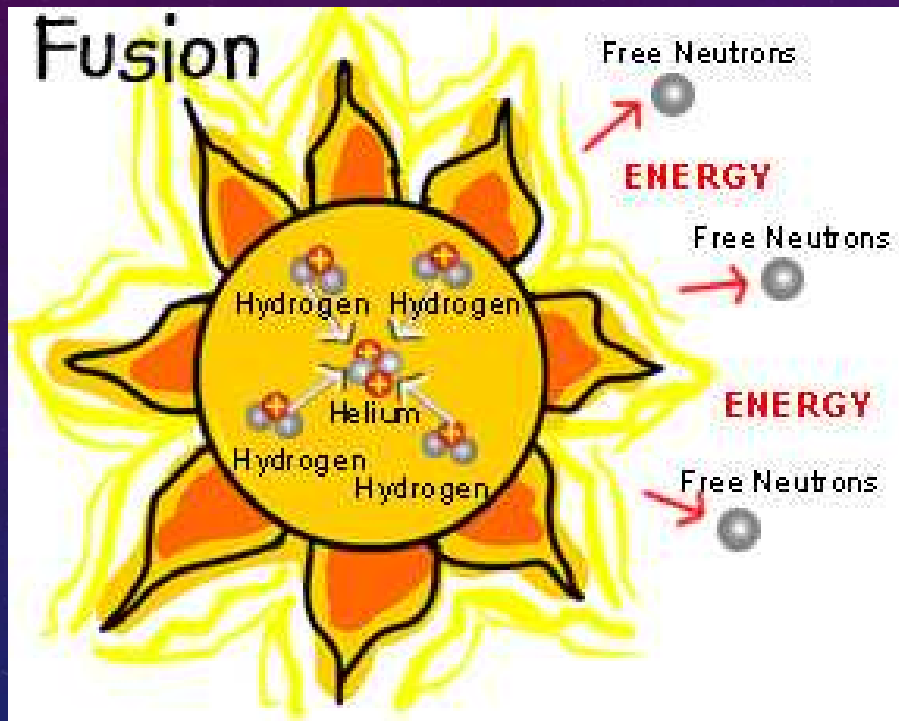 Fusion
Free Neutrons
ENERGY
Free Neutrons
Hydrogen Hydrogen
Helium
ENERGY
Hydrogen
Hydrogen
Free Neutrons